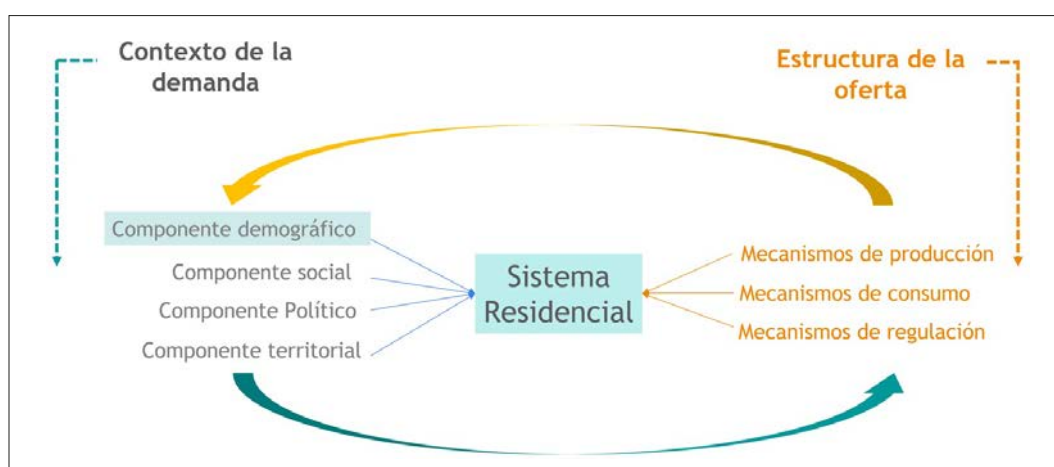 Contexto de la
demanda
Estructura de la
oferta
Componente demográfico
Componente social
Componente Político
Componente territorial
Sistema
Residencial
Mecanismos de producción
Mecanismos de consumo
Mecanismos de regulación